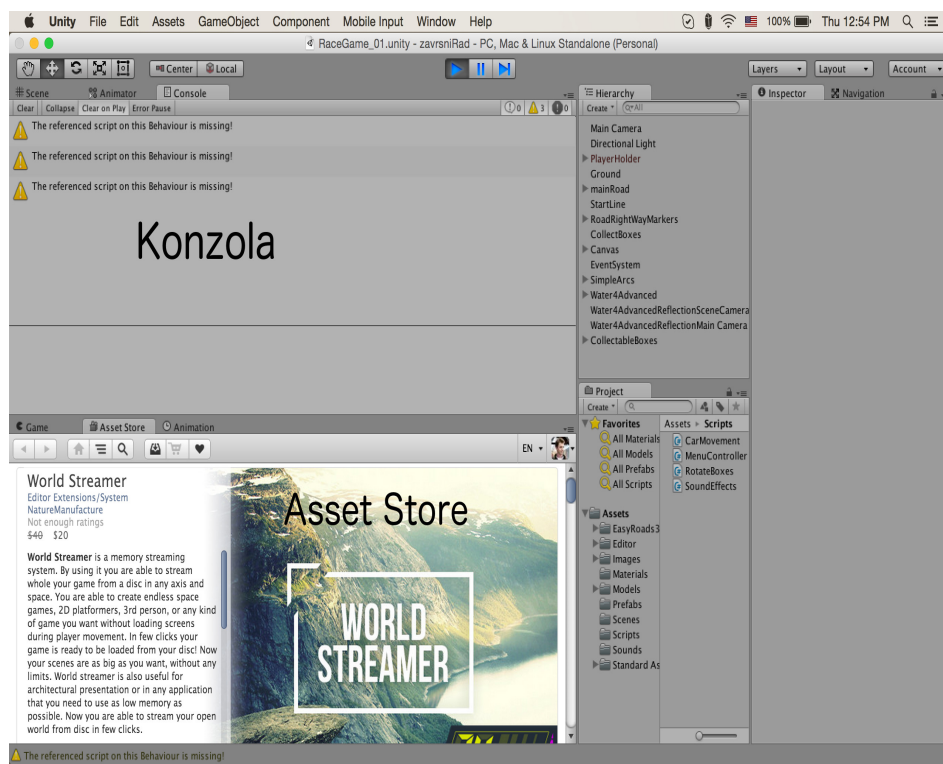 Unity File Edit Assets GameObject Component Mobile Input Window Help 100% Thu 12:54 PM
RaceGame_01.unity - zavrsniRad - PC, Mac & Linux Standalone (Personal)
Center Local Layers Layout Account
Scene Animator Console
Clear Collapse Clear on Play Error Pause 0 3 0
The referenced script on this Behaviour is missing!
The referenced script on this Behaviour is missing!
The referenced script on this Behaviour is missing!
Konzola
Hierarchy
Create All
Main Camera
Directional Light
PlayerHolder
Ground
mainRoad
StartLine
RoadRightWayMarkers
CollectBoxes
Canvas
EventSystem
SimpleArcs
Water4Advanced
Water4AdvancedReflectionSceneCamera
Water4AdvancedReflectionMain Camera
CollectableBoxes
Inspector Navigation
Game Asset Store Animation
EN
World Streamer
Editor Extensions/System
NatureManufacture
Not enough ratings
$40 $20
World Streamer is a memory streaming
system. By using it you are able to stream
whole your game from a disc in any axis and
space. You are able to create endless space
games, 2D platformers, 3rd person, or any kind
of game you want without loading screens
during player movement. In few clicks your
game is ready to be loaded from your disc! Now
your scenes are as big as you want, without any
limits. World streamer is also useful for
architectural presentation or in any application
that you need to use as low memory as
possible. Now you are able to stream your open
world from disc in few clicks.
Asset Store
WORLD
STREAMER
Project
Create
Favorites
All Materials
All Models
All Prefabs
All Scripts
Assets
EasyRoads3
Editor
Images
Materials
Models
Prefabs
Scenes
Scripts
Sounds
Standard As
Assets Scripts
CarMovement
MenuController
RotateBoxes
SoundEffects
The referenced script on this Behaviour is missing!